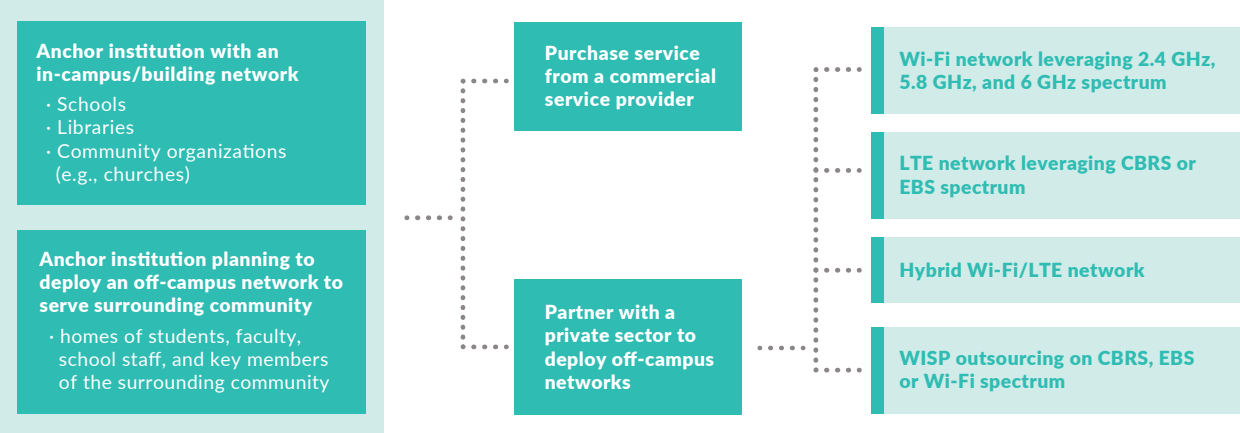 Anchor institution with an
in-campus/building network
· Schools
· Libraries
· Community organizations
(e.g., churches)
Anchor institution planning to
deploy an off-campus network to
serve surrounding community
· homes of students, faculty,
school staff, and key members
of the surrounding community
Purchase service
from a commercial
service provider
Partner with a
private sector to
deploy off-campus
networks
Wi-Fi network leveraging 2.4 GHz,
5.8 GHz, and 6 GHz spectrum
LTE network leveraging CBRS or
EBS spectrum
Hybrid Wi-Fi/LTE network
WISP outsourcing on CBRS, EBS
or Wi-Fi spectrum